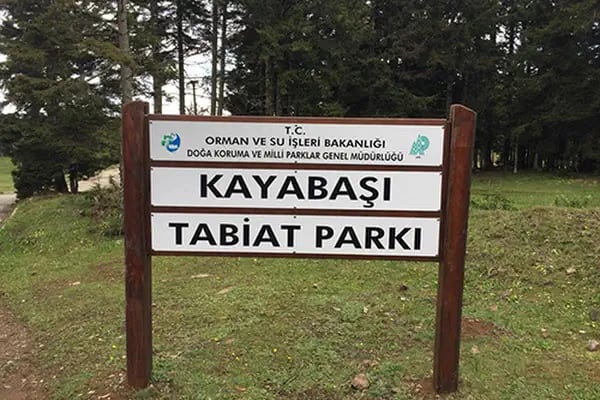 T.C.
ORMAN VE SU İŞLERİ BAKANLIĞI
DOĞA KORUMA VE MİLLİ PARKLAR GENEL MÜDÜRLÜĞÜ
KAYABAŞI
TABİAT PARKI